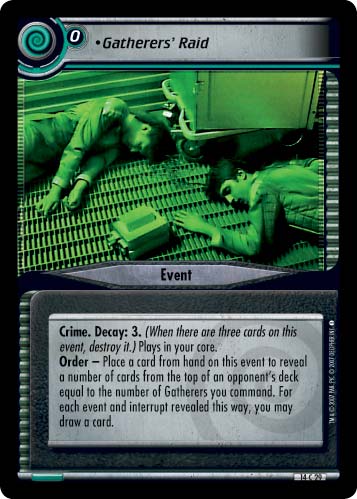 0
•Gatherers' Raid
Event
Crime. Decay: 3. (When there are three cards on this
event, destroy it.) Plays in your core.
Order – Place a card from hand on this event to reveal
a number of cards from the top of an opponent's deck
equal to the number of Gatherers you command. For
each event and interrupt revealed this way, you may
draw a card.
14 C 29